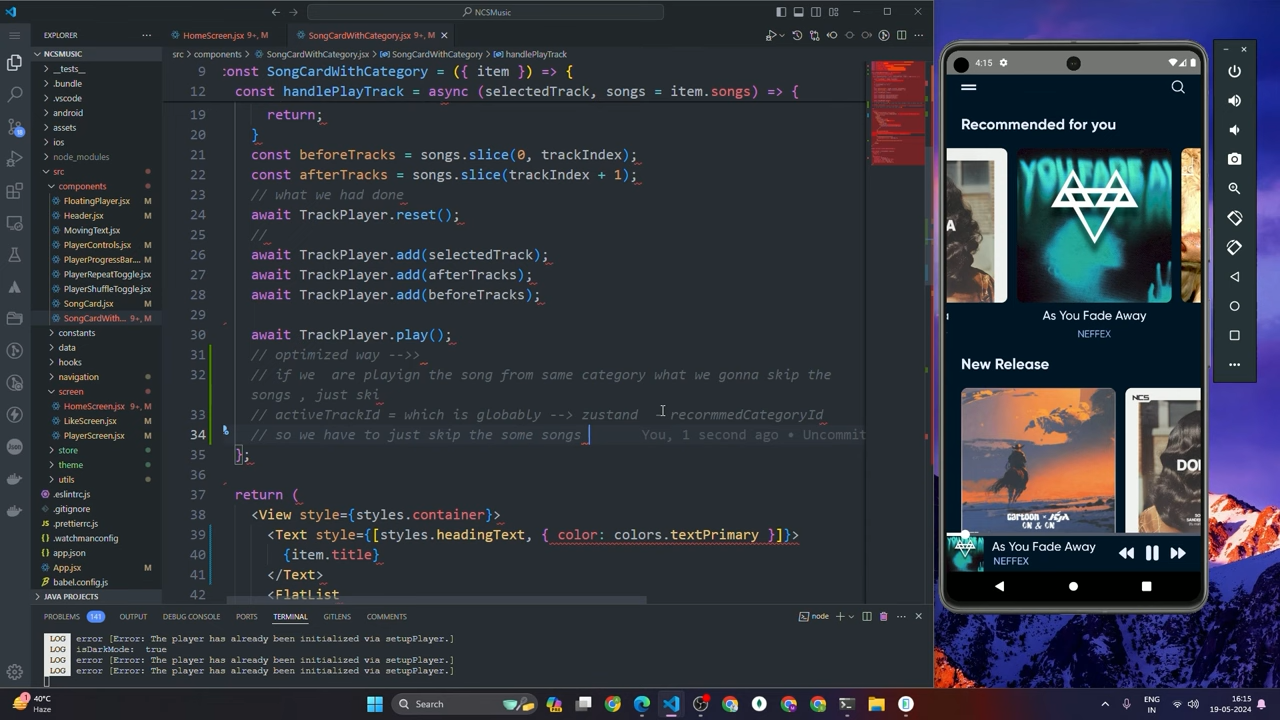 NCSMusic
EXPLORER
HomeScreen.jsx 9+, M
SongCardWithCategory.jsx 9+, M
NCSMUSIC
src > components > SongCardWithCategory.jsx > SongCardWithCategory > handlePlayTrack
__tests__
.bundle
.vscode
android
assets
ios
node_modules
src
components
FloatingPlayer.jsx M
Header.jsx M
MovingText.jsx
PlayerControls.jsx M
PlayerProgressBar... M
PlayerRepeatToggle.jsx
PlayerShuffleToggle.jsx
SongCard.jsx M
SongCardWith... 9+, M
constants
data
hooks
navigation
screen
HomeScreen.jsx 9+, M
LikeScreen.jsx M
PlayerScreen.jsx M
store
theme
utils
.eslintrc.js
.gitignore
.prettierrc.js
.watchmanconfig
app.json
App.jsx M
babel.config.js
JAVA PROJECTS
9 const SongCardWithCategory = ({ item }) => {
11 const handlePlayTrack = async (selectedTrack, songs = item.songs) => {
19 return;
20 }
21 const beforeTracks = songs.slice(0, trackIndex);
22 const afterTracks = songs.slice(trackIndex + 1);
23 // what we had done
24 await TrackPlayer.reset();
25 //
26 await TrackPlayer.add(selectedTrack);
27 await TrackPlayer.add(afterTracks);
28 await TrackPlayer.add(beforeTracks);
29
30 await TrackPlayer.play();
31 // optimized way -->>
32 // if we are playign the song from same category what we gonna skip the
songs , just ski
33 // activeTrackId = which is globably --> zustand recormmedCategoryId
34 // so we have to just skip the some songs You, 1 second ago • Uncommit
35 };
36
37 return (
38 <View style={styles.container}>
39 <Text style={[styles.headingText, { color: colors.textPrimary }]}>
40 {item.title}
41 </Text>
42 <FlatList
PROBLEMS 141 OUTPUT DEBUG CONSOLE PORTS TERMINAL GITLENS COMMENTS
node
LOG error [Error: The player has already been initialized via setupPlayer.]
LOG isDarkMode: true
LOG error [Error: The player has already been initialized via setupPlayer.]
LOG error [Error: The player has already been initialized via setupPlayer.]
4:15
Recommended for you
YOU FADE AWAY
As You Fade Away
NEFFEX
New Release
NCS
cartoon
ON & ON
As You Fade Away
NEFFEX
40°C
Haze
Search
ENG
IN
16:15
19-05-2024